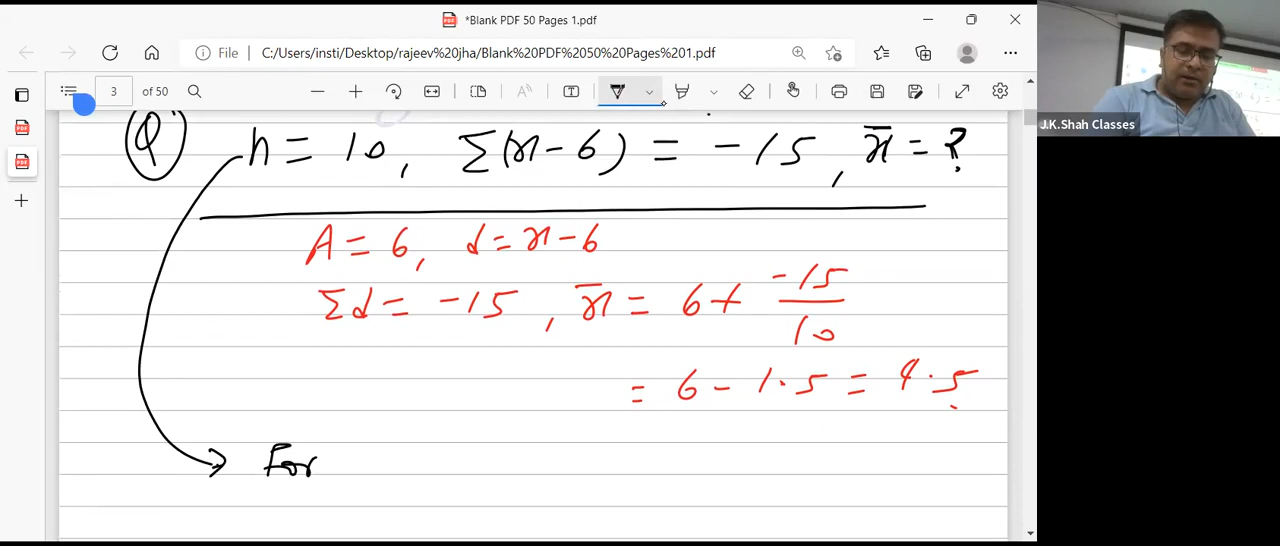 *Blank PDF 50 Pages 1.pdf
File C:/Users/insti/Desktop/rajeev%20jha/Blank%20PDF%2050%20Pages%201.pdf
3 of 50
J.K.Shah Classes
Q. n = 10, Σ(x - 6) = -15, x̄ = ?
A = 6, d = x - 6
Σd = -15, x̄ = 6 + -15/10
= 6 - 1.5 = 4.5
For